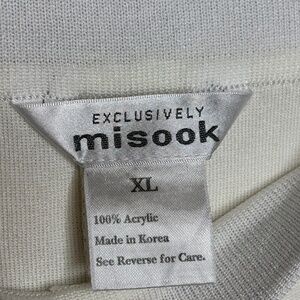 EXCLUSIVELY
misook
XL
100% Acrylic
Made in Korea
See Reverse for Care.